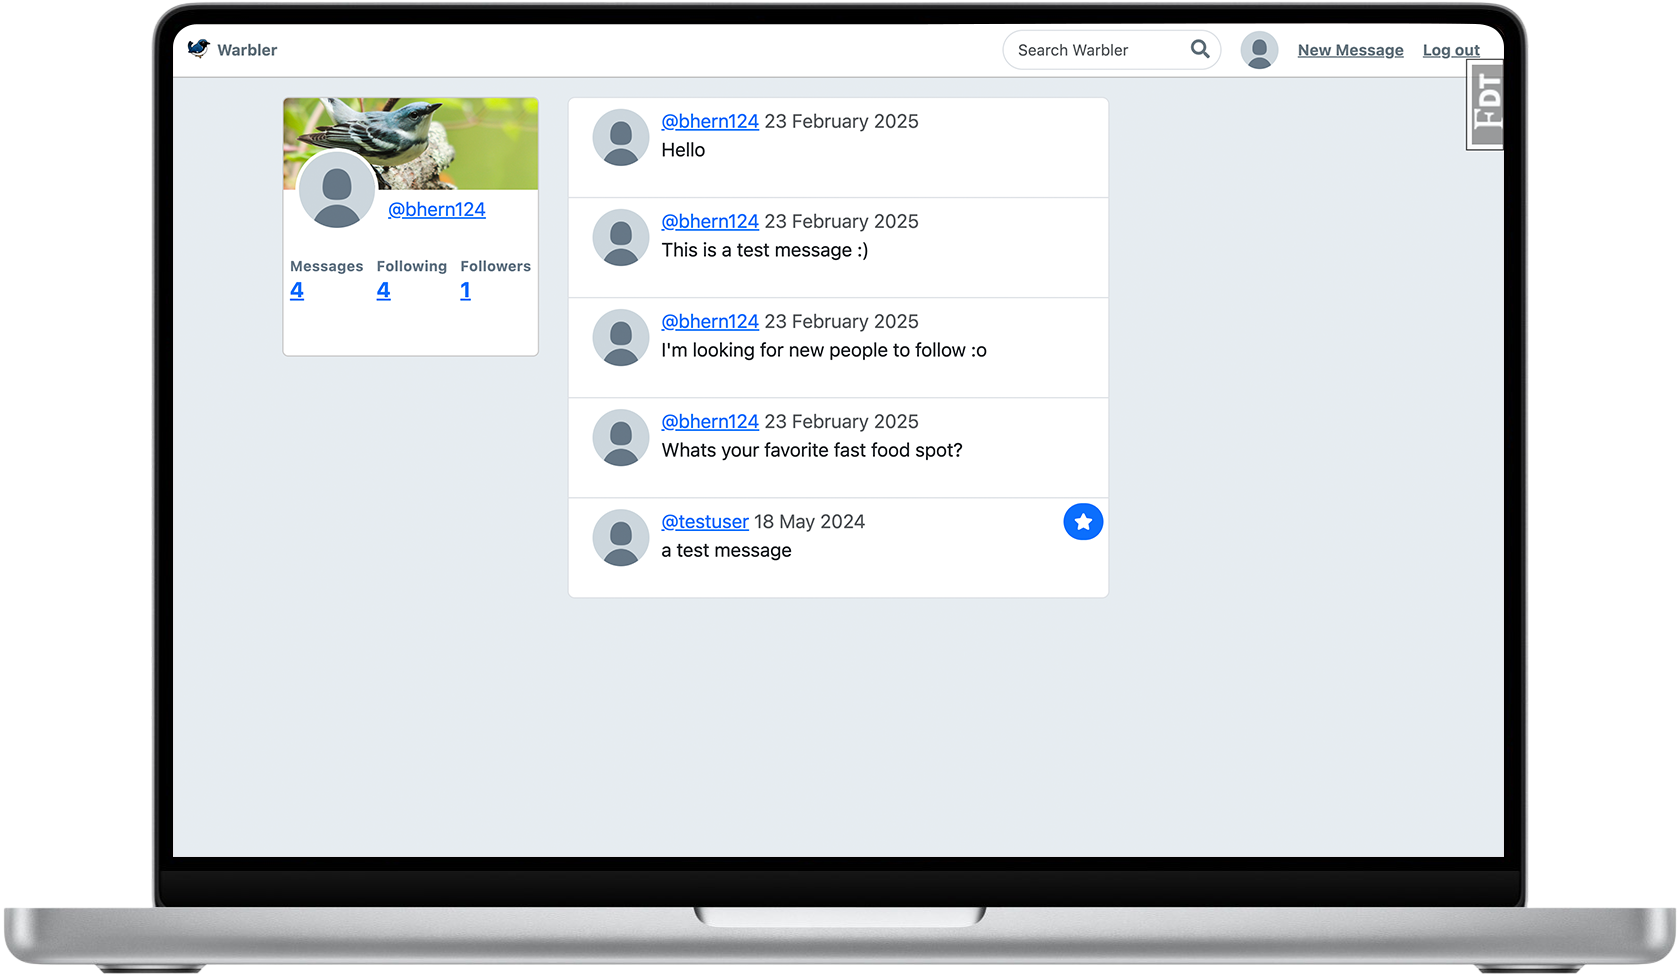 Warbler
Search Warbler
New Message
Log out
FDT
@bhern124
Messages Following Followers
4 4 1
@bhern124 23 February 2025
Hello
@bhern124 23 February 2025
This is a test message :)
@bhern124 23 February 2025
I'm looking for new people to follow :o
@bhern124 23 February 2025
Whats your favorite fast food spot?
@testuser 18 May 2024
a test message